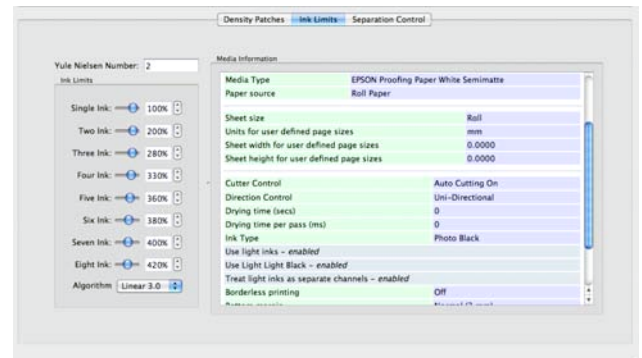 Density Patches Ink Limits Separation Control
Yule Nielsen Number: 2
Ink Limits
Single Ink: 100%
Two Ink: 200%
Three Ink: 280%
Four Ink: 330%
Five Ink: 360%
Six Ink: 380%
Seven Ink: 400%
Eight Ink: 420%
Algorithm Linear 3.0
Media Information
Media Type EPSON Proofing Paper White Semimatte
Paper source Roll Paper
Sheet size Roll
Units for user defined page sizes mm
Sheet width for user defined page sizes 0.0000
Sheet height for user defined page sizes 0.0000
Cutter Control Auto Cutting On
Direction Control Uni-Directional
Drying time (secs) 0
Drying time per pass (ms) 0
Ink Type Photo Black
Use light inks - enabled
Use Light Light Black - enabled
Treat light inks as separate channels - enabled
Borderless printing Off
Bottom margin Normal (3 mm)